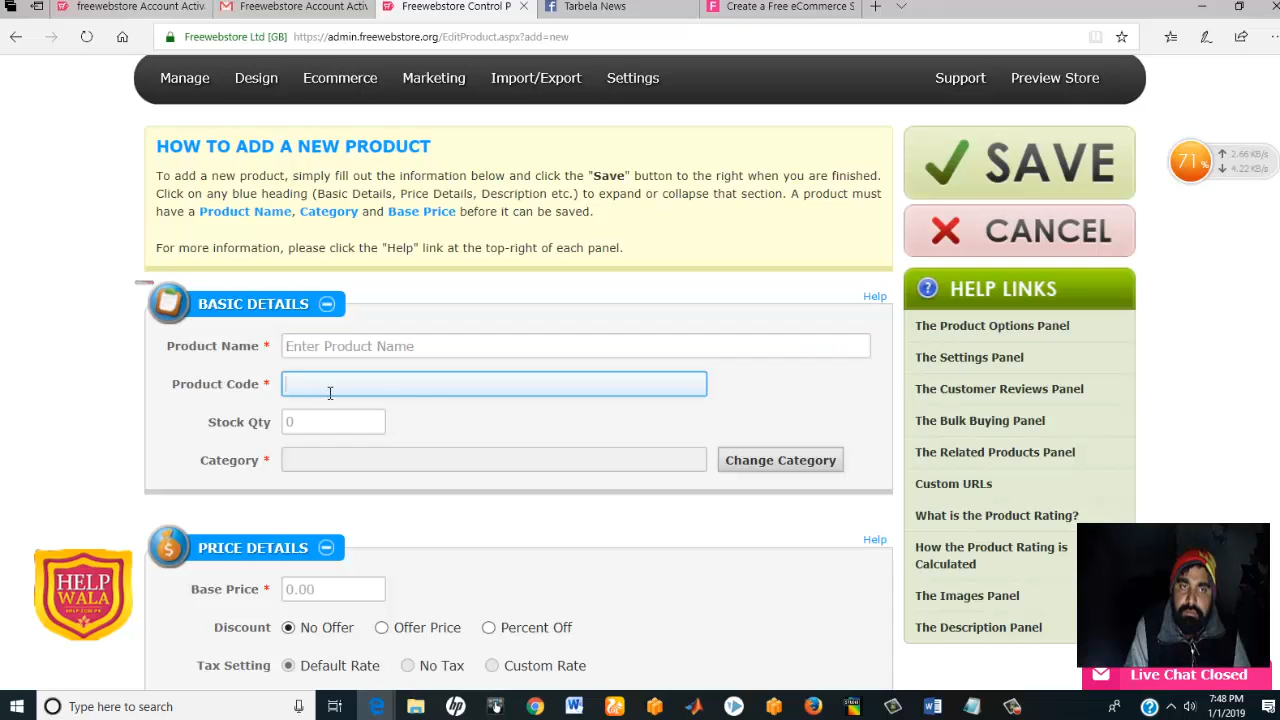 freewebstore Account Activ
Freewebstore Account Activ
Freewebstore Control P
Tarbela News
Create a Free eCommerce S
Freewebstore Ltd [GB]
https://admin.freewebstore.org/EditProduct.aspx?add=new
Manage
Design
Ecommerce
Marketing
Import/Export
Settings
Support
Preview Store
HOW TO ADD A NEW PRODUCT
To add a new product, simply fill out the information below and click the "Save" button to the right when you are finished.
Click on any blue heading (Basic Details, Price Details, Description etc.) to expand or collapse that section. A product must
have a Product Name, Category and Base Price before it can be saved.
For more information, please click the "Help" link at the top-right of each panel.
SAVE
CANCEL
71%
2.66 KB/s
4.22 KB/s
HELP LINKS
The Product Options Panel
The Settings Panel
The Customer Reviews Panel
The Bulk Buying Panel
The Related Products Panel
Custom URLs
What is the Product Rating?
How the Product Rating is
Calculated
The Images Panel
The Description Panel
BASIC DETAILS
Help
Product Name *
Enter Product Name
Product Code *
Stock Qty
0
Category *
Change Category
PRICE DETAILS
Help
Base Price *
0.00
Discount
No Offer
Offer Price
Percent Off
Tax Setting
Default Rate
No Tax
Custom Rate
HELP
WALA
Live Chat Closed
Type here to search
7:48 PM
1/1/2019